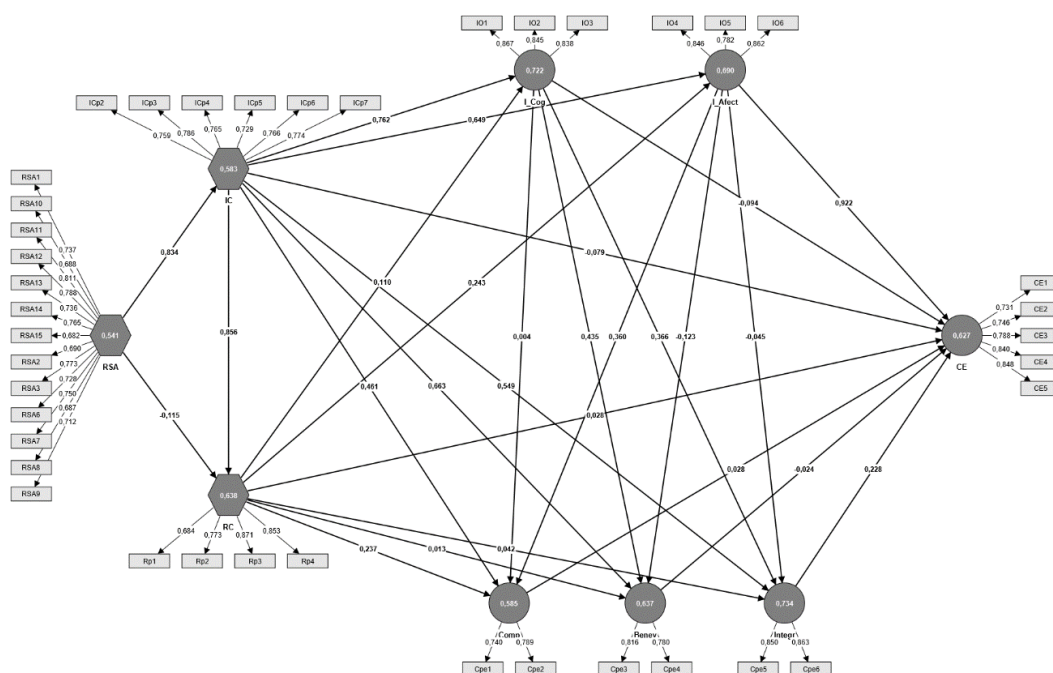 IO1 IO2 IO3 IO4 IO5 IO6
0,867 0,845 0,838 0,846 0,782 0,862
0,722 0,690
I_Cog I_Afect
ICp2 ICp3 ICp4 ICp5 ICp6 ICp7
0,759 0,786 0,765 0,729 0,766 0,774
0,762 0,649
0,583
IC
RSA1
RSA10
RSA11
RSA12
RSA13
RSA14
RSA15
RSA2
RSA3
RSA6
RSA7
RSA8
RSA9
0,737
0,688
0,811
0,788
0,736
0,765
0,682
0,690
0,773
0,728
0,750
0,687
0,712
0,541
RSA
0,834
-0,115
0,856
0,922
-0,094
-0,079
0,110 0,243
0,004 0,435 0,360 0,366 -0,123 -0,045
0,461 0,663 0,549
0,028
0,627
CE
0,731
0,746
0,788
0,840
0,848
CE1
CE2
CE3
CE4
CE5
0,028 -0,024 0,228
0,638
RC
0,684 0,773 0,871 0,853
Rp1 Rp2 Rp3 Rp4
0,237 0,013 0,042
0,585 0,637 0,734
Comp Benev Integr
0,740 0,789 0,816 0,780 0,850 0,863
Cpe1 Cpe2 Cpe3 Cpe4 Cpe5 Cpe6